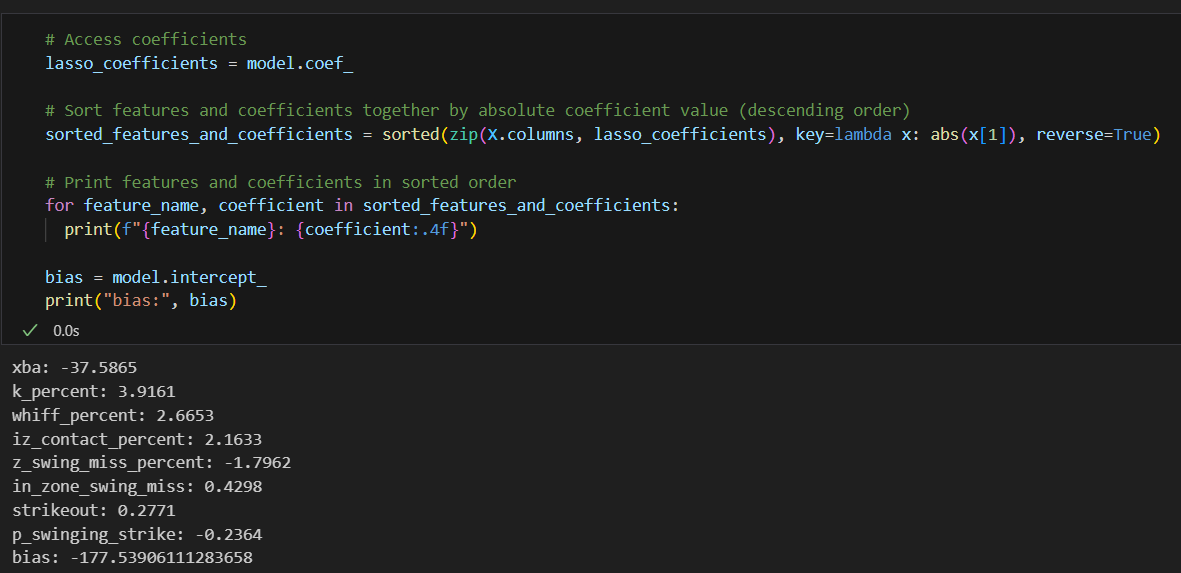 # Access coefficients
lasso_coefficients = model.coef_
# Sort features and coefficients together by absolute coefficient value (descending order)
sorted_features_and_coefficients = sorted(zip(X.columns, lasso_coefficients), key=lambda x: abs(x[1]), reverse=True)
# Print features and coefficients in sorted order
for feature_name, coefficient in sorted_features_and_coefficients:
  print(f"{feature_name}: {coefficient:.4f}")
bias = model.intercept_
print("bias:", bias)
0.0s
xba: -37.5865
k_percent: 3.9161
whiff_percent: 2.6653
iz_contact_percent: 2.1633
z_swing_miss_percent: -1.7962
in_zone_swing_miss: 0.4298
strikeout: 0.2771
p_swinging_strike: -0.2364
bias: -177.53906111283658